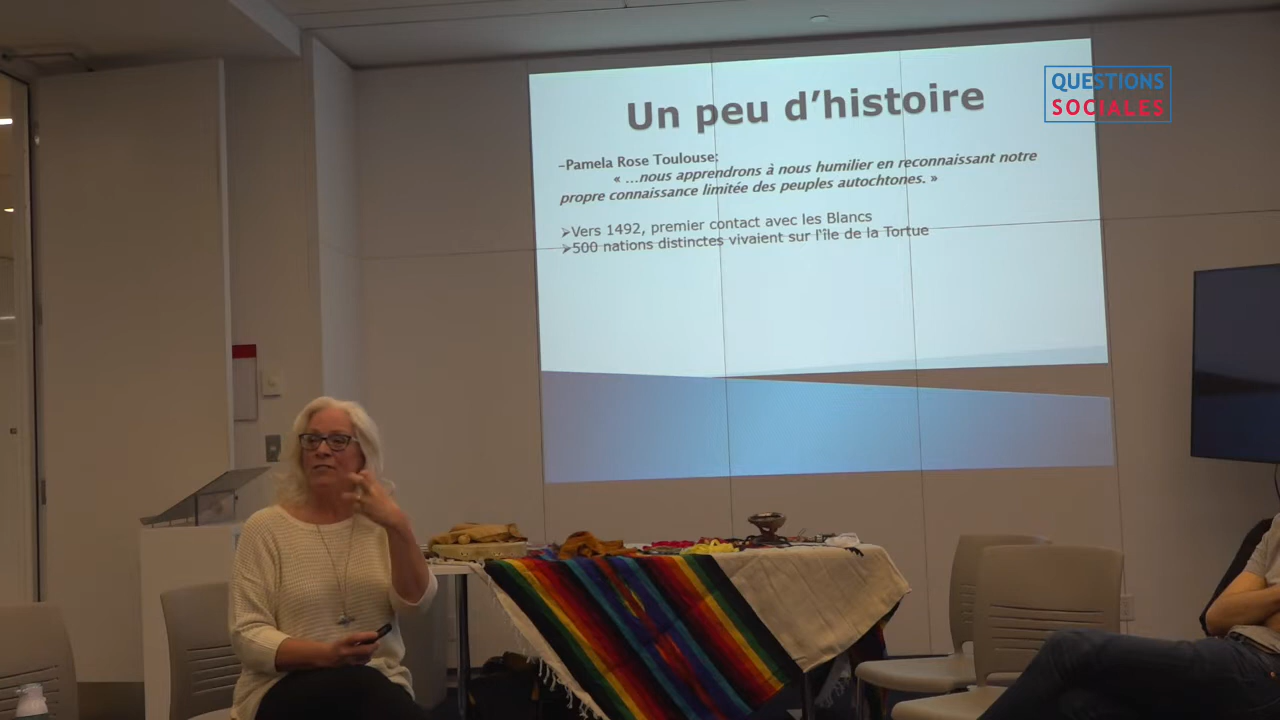 QUESTIONS
SOCIALES
Un peu d'histoire
–Pamela Rose Toulouse:
« …nous apprendrons à nous humilier en reconnaissant notre
propre connaissance limitée des peuples autochtones. »
➢Vers 1492, premier contact avec les Blancs
➢500 nations distinctes vivaient sur l'île de la Tortue